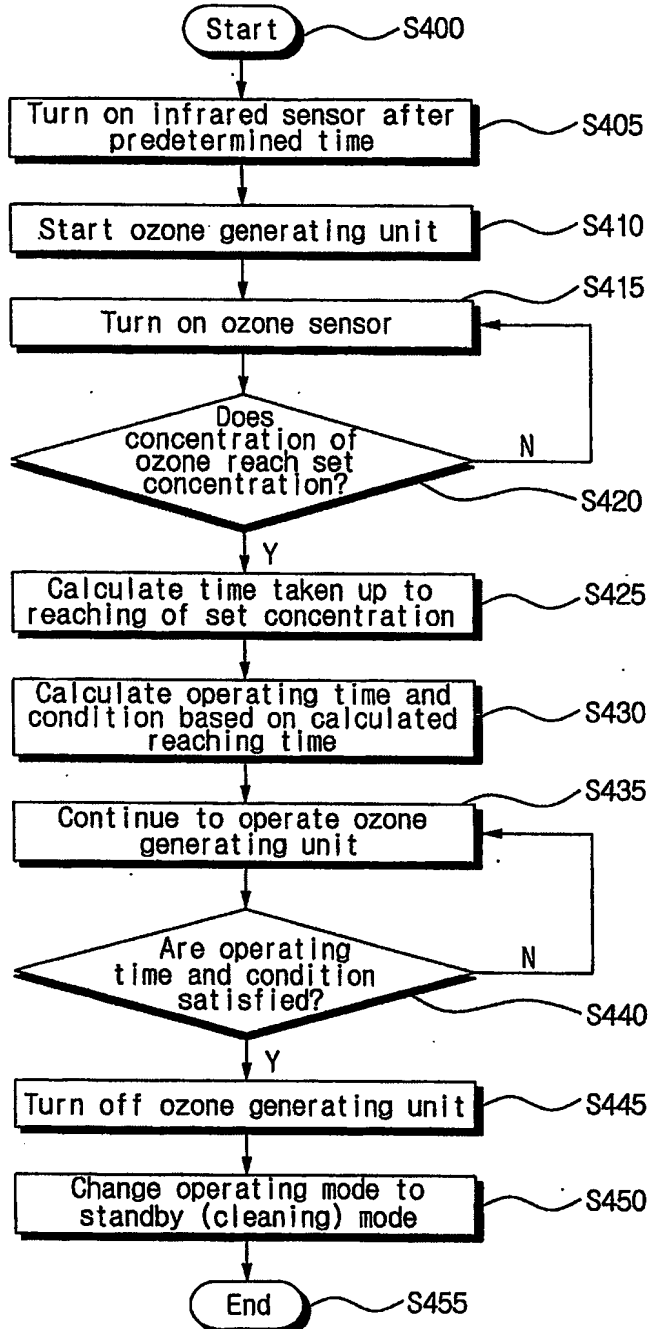 Start
S400
Turn on infrared sensor after
predetermined time
S405
Start ozone generating unit
S410
S415
Turn on ozone sensor
Does
concentration of
ozone reach set
concentration?
N
S420
Y
Calculate time taken up to
reaching of set concentration
S425
Calculate operating time and
condition based on calculated
reaching time
S430
S435
Continue to operate ozone
generating unit
Are operating
time and condition
satisfied?
N
S440
Y
Turn off ozone generating unit
S445
Change operating mode to
standby (cleaning) mode
S450
End
S455